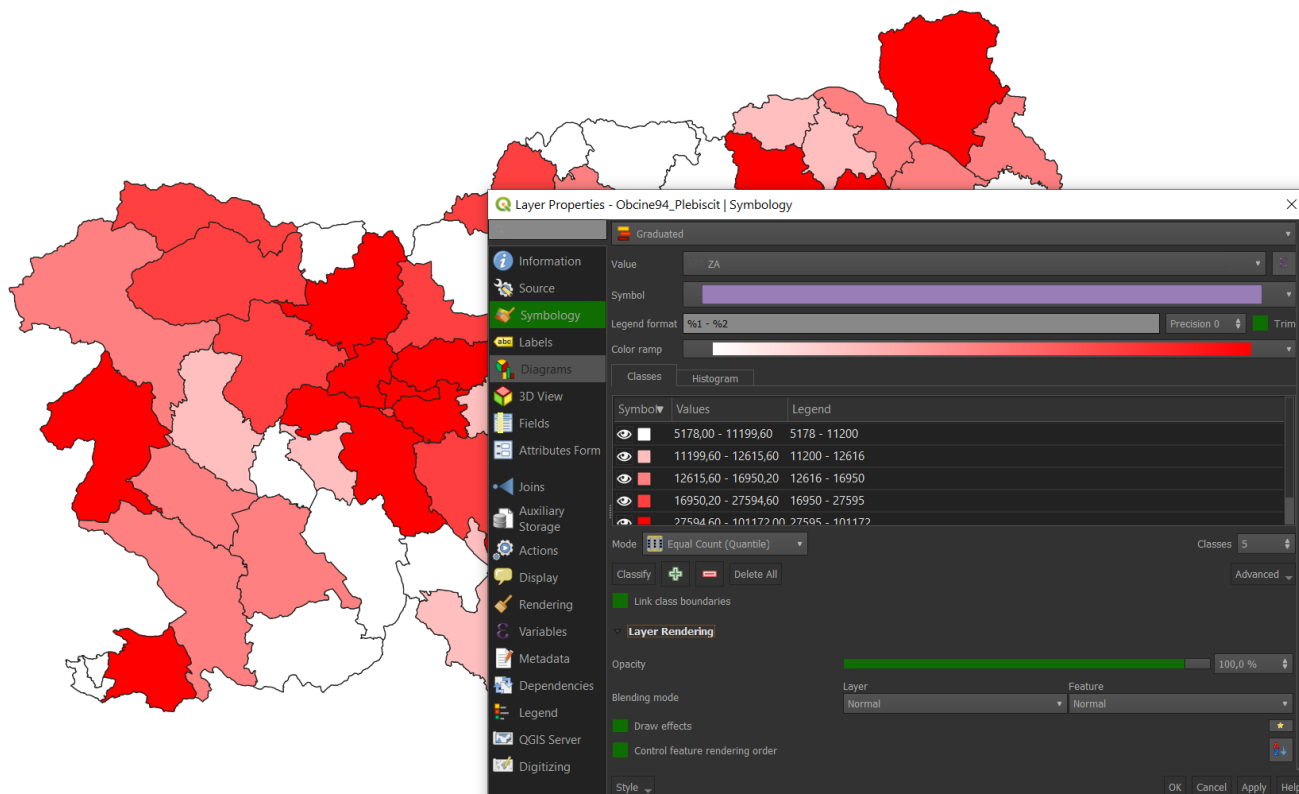 Layer Properties - Obcine94_Plebiscit | Symbology
Information
Source
Symbology
Labels
Diagrams
3D View
Fields
Attributes Form
Joins
Auxiliary
Storage
Actions
Display
Rendering
Variables
Metadata
Dependencies
Legend
QGIS Server
Digitizing
Graduated
Value ZA
Symbol
Legend format %1 - %2 Precision 0 Trim
Color ramp
Classes Histogram
Symbol Values Legend
5178,00 - 11199,60 5178 - 11200
11199,60 - 12615,60 11200 - 12616
12615,60 - 16950,20 12616 - 16950
16950,20 - 27594,60 16950 - 27595
27594,60 - 101172,00 27595 - 101172
Mode Equal Count (Quantile) Classes 5
Classify Delete All Advanced
Link class boundaries
Layer Rendering
Opacity 100,0 %
Layer Feature
Blending mode Normal Normal
Draw effects
Control feature rendering order
Style OK Cancel Apply Help